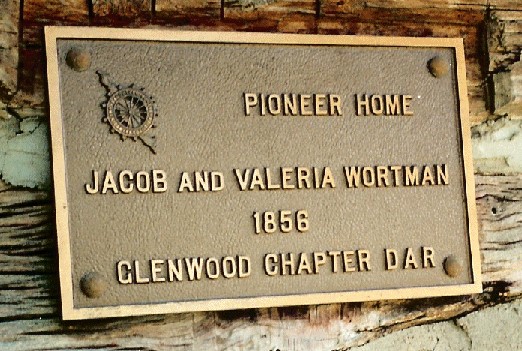 PIONEER HOME
JACOB AND VALERIA WORTMAN
1856
GLENWOOD CHAPTER DAR